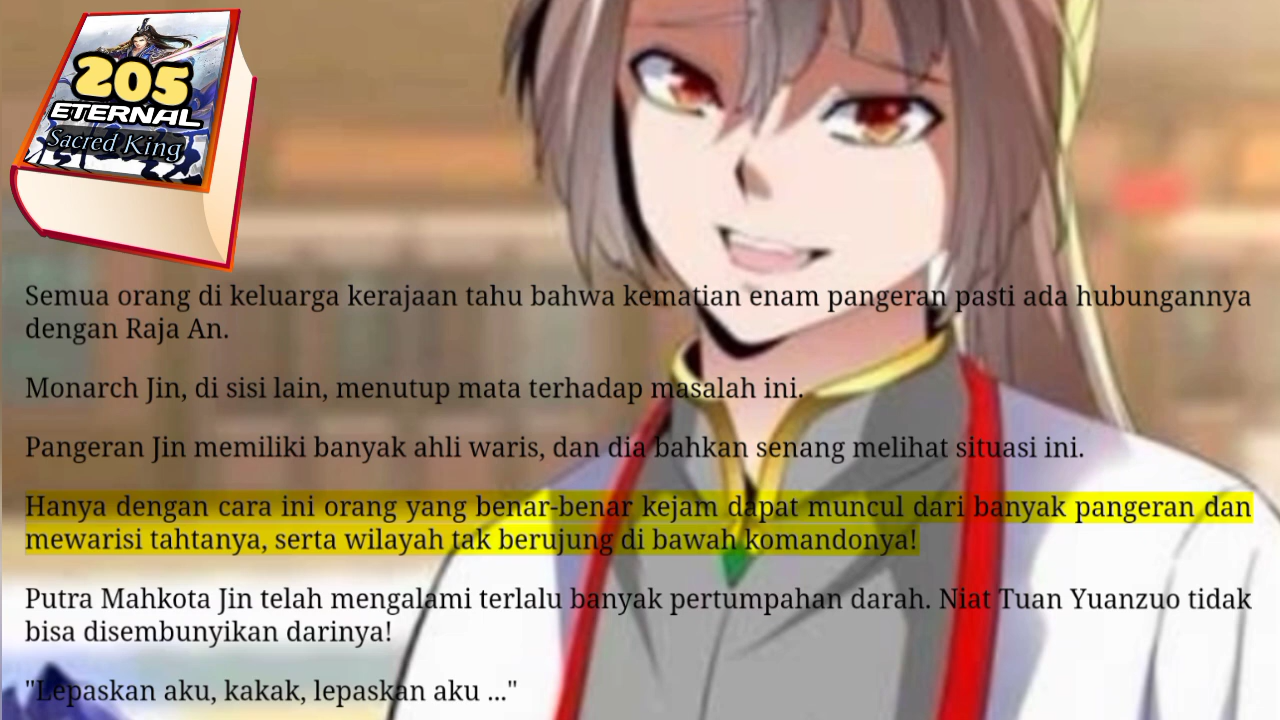 205
ETERNAL
Sacred King
Semua orang di keluarga kerajaan tahu bahwa kematian enam pangeran pasti ada hubungannya
dengan Raja An.
Monarch Jin, di sisi lain, menutup mata terhadap masalah ini.
Pangeran Jin memiliki banyak ahli waris, dan dia bahkan senang melihat situasi ini.
Hanya dengan cara ini orang yang benar-benar kejam dapat muncul dari banyak pangeran dan
mewarisi tahtanya, serta wilayah tak berujung di bawah komandonya!
Putra Mahkota Jin telah mengalami terlalu banyak pertumpahan darah. Niat Tuan Yuanzuo tidak
bisa disembunyikan darinya!
"Lepaskan aku, kakak, lepaskan aku ..."